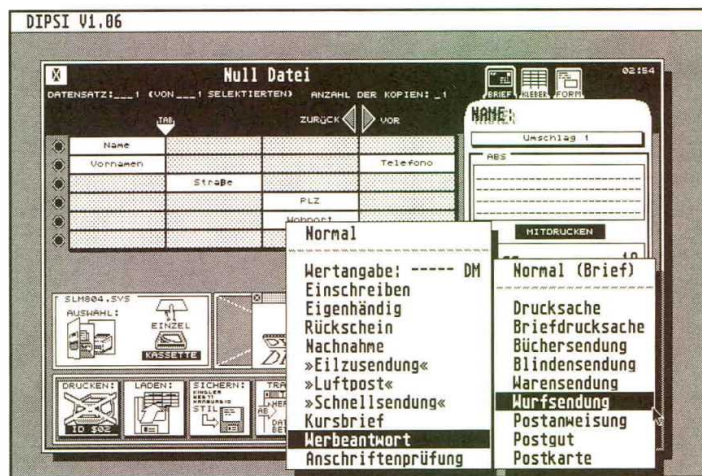 DIPSI V1.06
Null Datei
02:54
DATENSATZ:___1 (VON___1 SELEKTIERTEN) ANZAHL DER KOPIEN:_1
BRIEF KLEBER FORM
TAB
ZURÜCK VOR
NAME:
Umschlag 1
Name
Vornamen Telefono
Straße
PLZ
Wohnort
ABS
MITDRUCKEN
Normal
Wertangabe: ----- DM
Einschreiben
Eigenhändig
Rückschein
Nachnahme
»Eilzusendung«
»Luftpost«
»Schnellsendung«
Kursbrief
Werbeantwort
Anschriftenprüfung
Normal (Brief)
Drucksache
Briefdrucksache
Büchersendung
Blindensendung
Warensendung
Wurfsendung
Postanweisung
Postgut
Postkarte
SLM804.SYS
AUSWAHL:
EINZEL
KASSETTE
DRUCKEN: LADEN: SICHERN:
STIL
ID $02